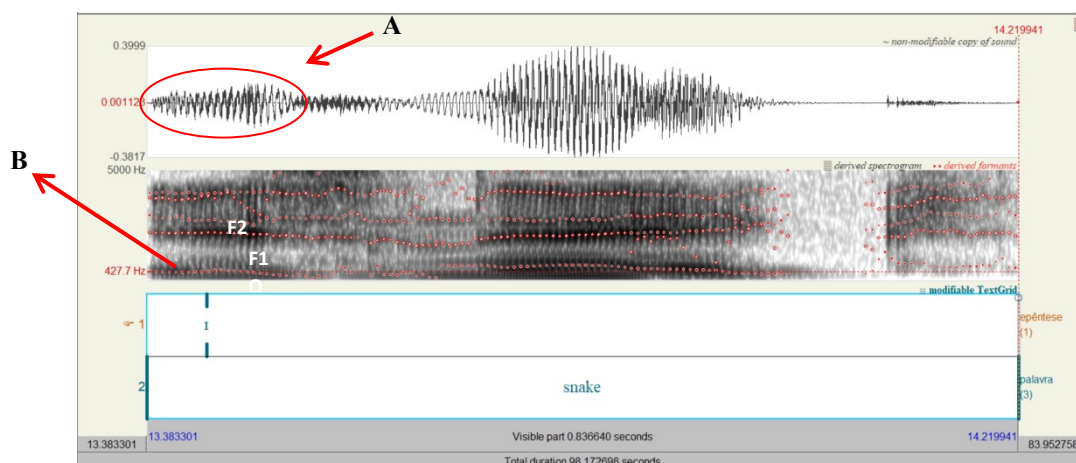 A
14.219941
~ non-modifiable copy of sound
0.3999
0.001123
-0.3817
B
5000 Hz
derived spectrogram
derived formants
F2
F1
427.7 Hz
modifiable TextGrid
1
I
epêntese
(1)
2
snake
palavra
(3)
13.383301
13.383301
Visible part 0.836640 seconds
14.219941
83.952758
Total duration 98.172698 seconds